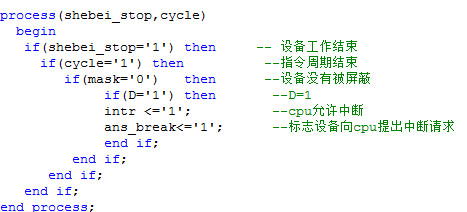 process(shebei_stop,cycle)
begin
if(shebei_stop='1') then -- 设备工作结束
if(cycle='1') then --指令周期结束
if(mask='0') then --设备没有被屏蔽
if(D='1') then --D=1
intr <='1'; --cpu允许中断
ans_break<='1'; --标志设备向cpu提出中断请求
end if;
end if;
end if;
end if;
end process;